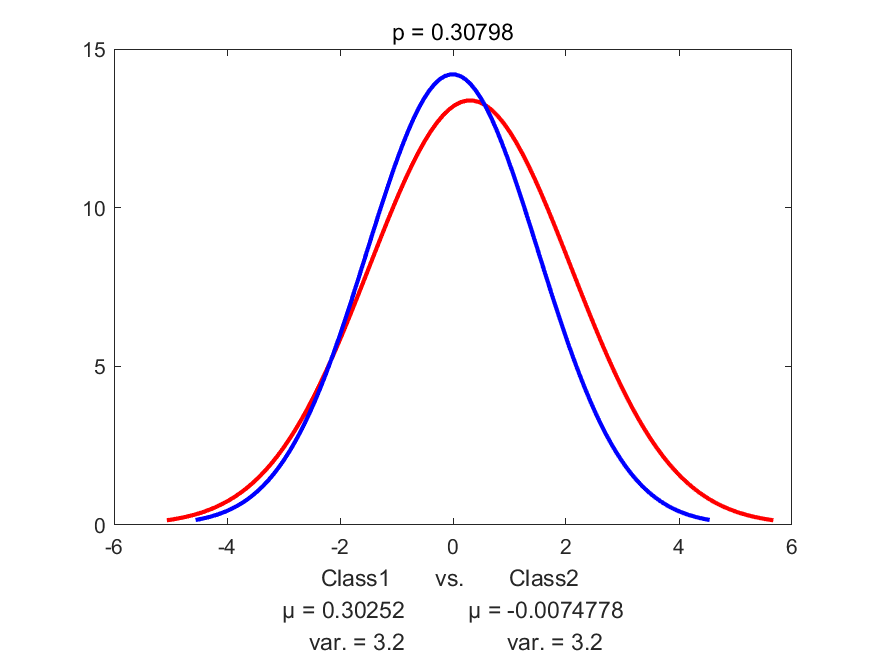 p = 0.30798
15
10
5
0
-6 -4 -2 0 2 4 6
Class1 vs. Class2
μ = 0.30252 μ = -0.0074778
var. = 3.2 var. = 3.2